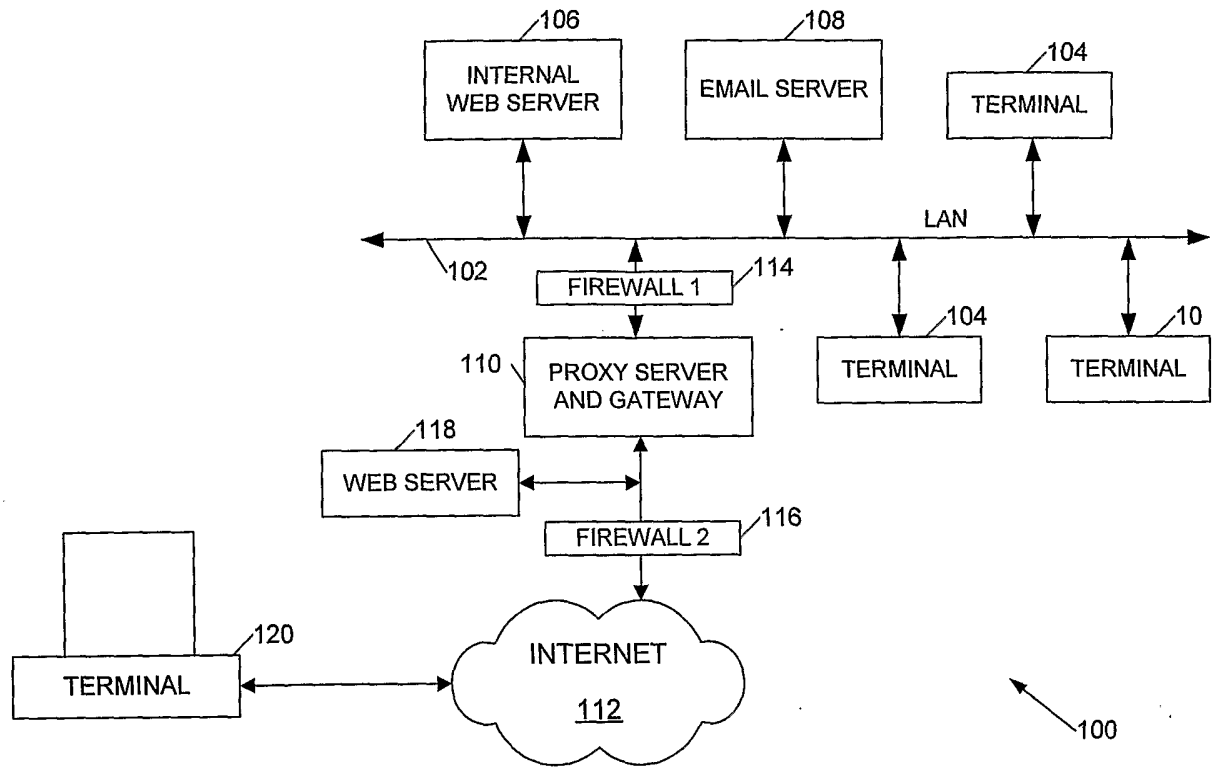 106
108
104
INTERNAL
WEB SERVER
EMAIL SERVER
TERMINAL
LAN
102
FIREWALL 1
114
104
10
110
PROXY SERVER
AND GATEWAY
TERMINAL
TERMINAL
118
WEB SERVER
116
FIREWALL 2
120
TERMINAL
INTERNET
112
100